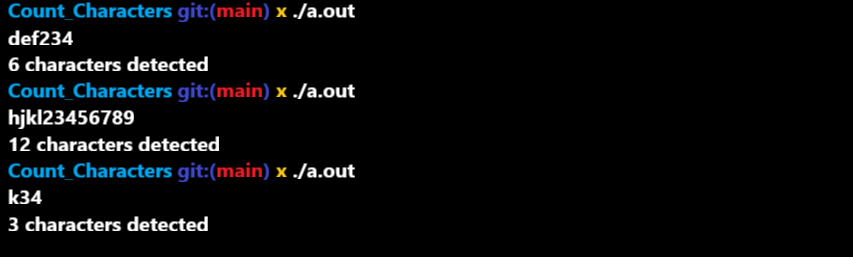 Count_Characters git:(main) x ./a.out
def234
6 characters detected
Count_Characters git:(main) x ./a.out
hjkl23456789
12 characters detected
Count_Characters git:(main) x ./a.out
k34
3 characters detected